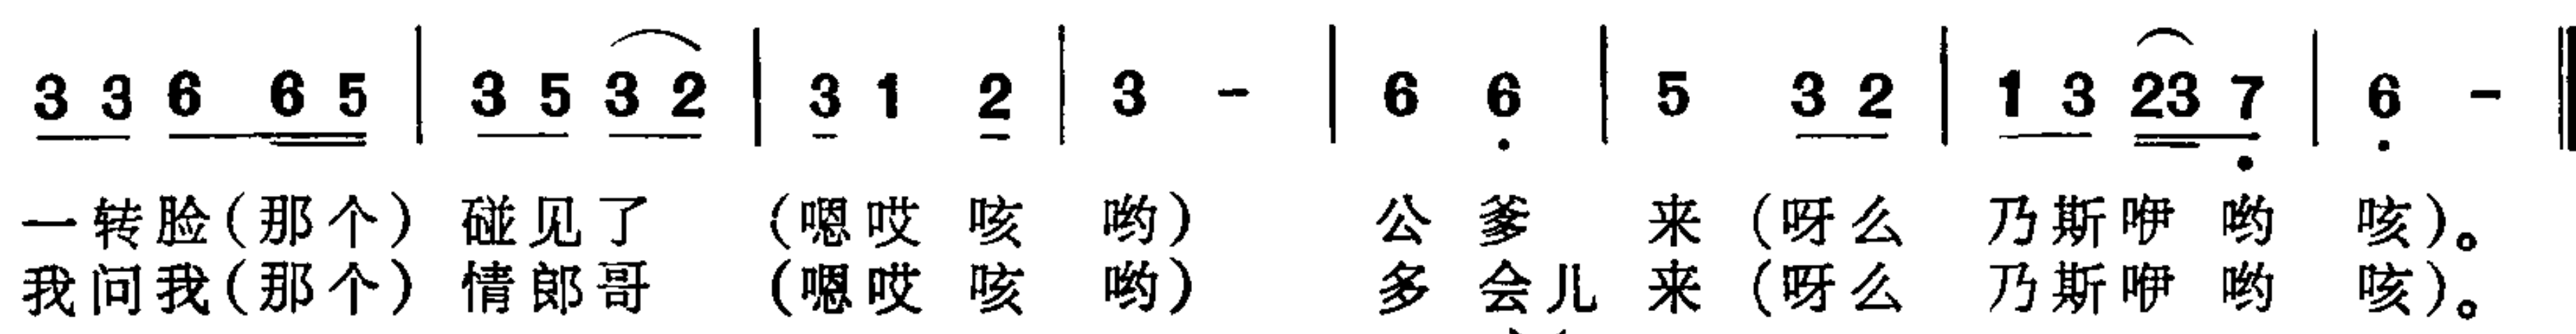 3 3 6 6 5 | 3 5 3 2 | 3 1 2 | 3 - | 6 6 | 5 3 2 | 1 3 23 7 | 6 - ‖
一转脸(那个) 碰见了 (嗯哎咳哟) 公爹来(呀么乃斯咿哟咳)。
我问我(那个) 情郎哥 (嗯哎咳哟) 多会儿来(呀么乃斯咿哟咳)。